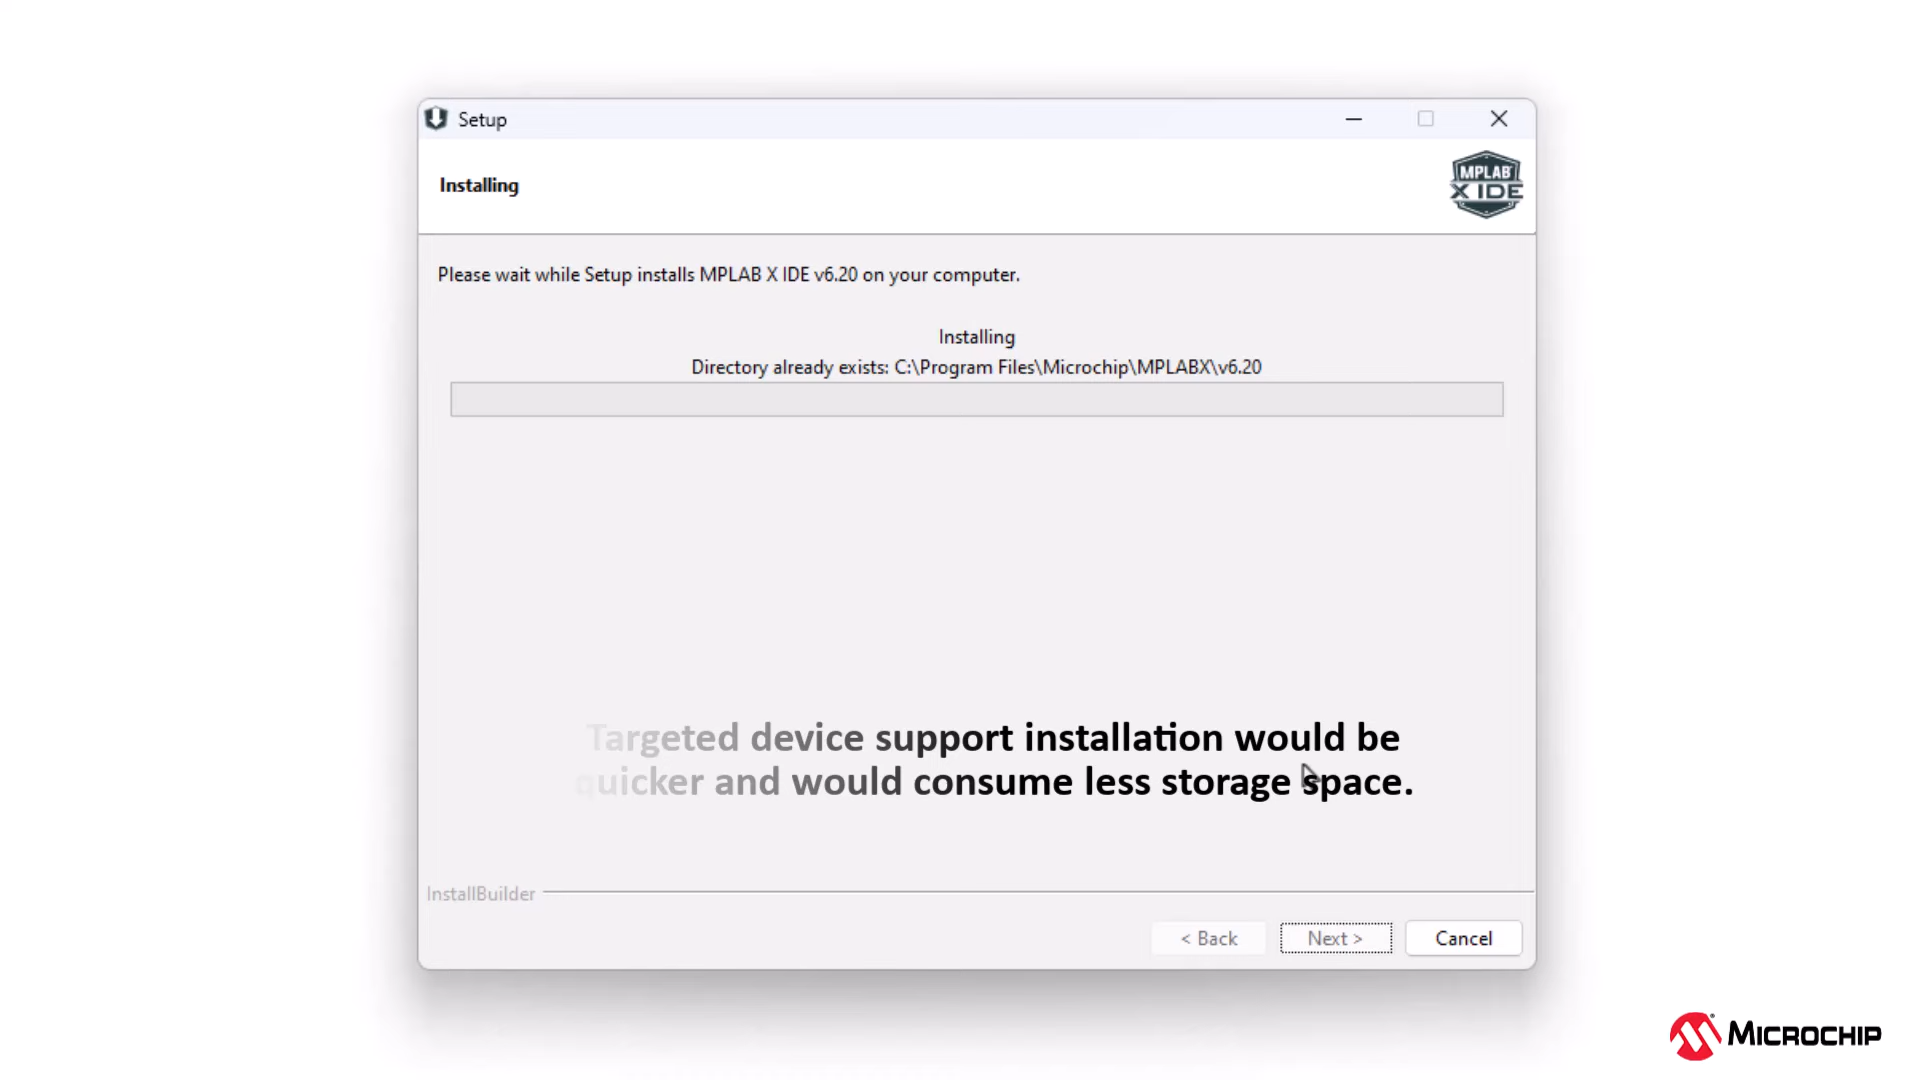 Setup
Installing
MPLAB
X IDE
Please wait while Setup installs MPLAB X IDE v6.20 on your computer.
Installing
Directory already exists: C:\Program Files\Microchip\MPLABX\v6.20
Targeted device support installation would be
quicker and would consume less storage space.
InstallBuilder
< Back
Next >
Cancel
MICROCHIP